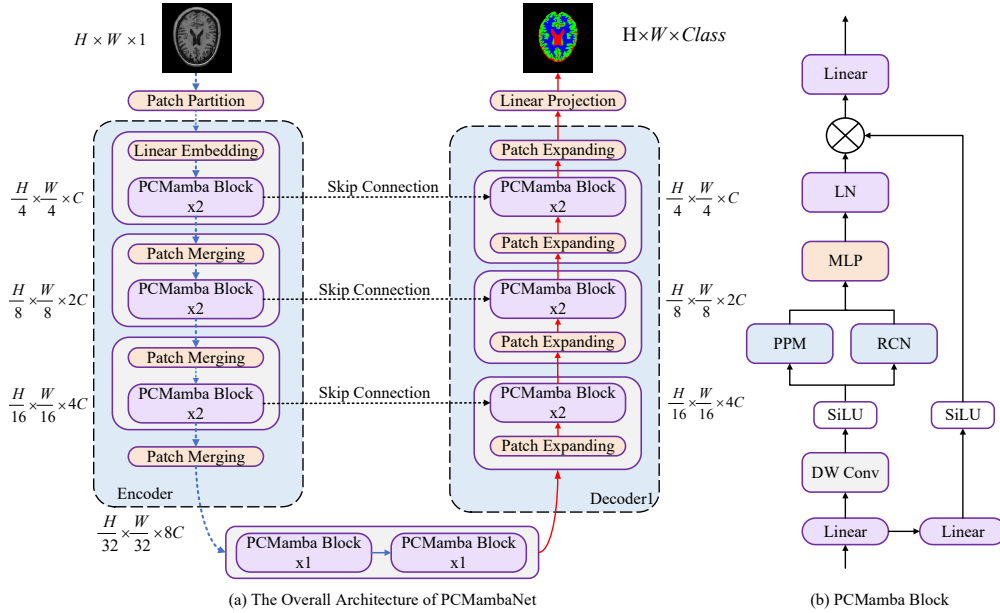 H × W × 1
H×W×Class
Patch Partition
Linear Projection
Linear Embedding
PCMamba Block
x2
H/4 × W/4 × C
Patch Merging
PCMamba Block
x2
H/8 × W/8 × 2C
Patch Merging
PCMamba Block
x2
H/16 × W/16 × 4C
Patch Merging
Encoder
H/32 × W/32 × 8C
Skip Connection
Skip Connection
Skip Connection
Patch Expanding
PCMamba Block
x2
H/4 × W/4 × C
Patch Expanding
PCMamba Block
x2
H/8 × W/8 × 2C
Patch Expanding
PCMamba Block
x2
H/16 × W/16 × 4C
Patch Expanding
Decoder1
PCMamba Block
x1
PCMamba Block
x1
(a) The Overall Architecture of PCMambaNet
Linear
LN
MLP
PPM
RCN
SiLU
SiLU
DW Conv
Linear
Linear
(b) PCMamba Block